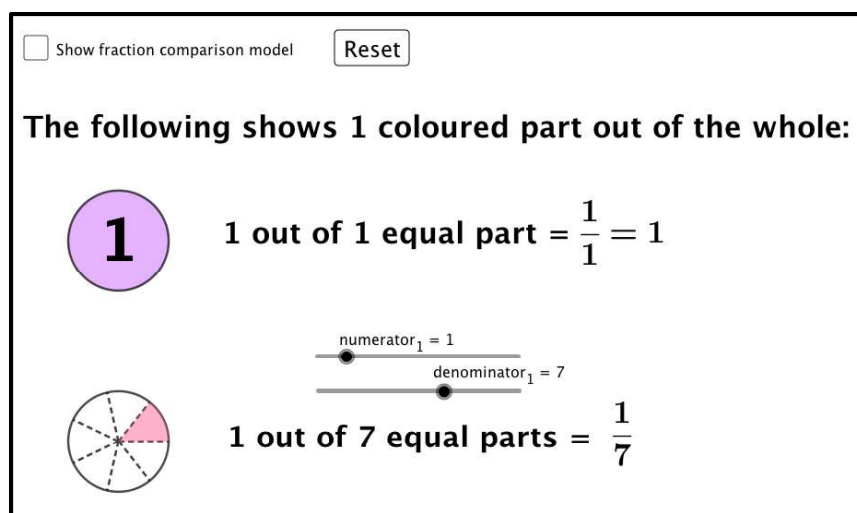 Show fraction comparison model
Reset
The following shows 1 coloured part out of the whole:
1
1 out of 1 equal part = 1/1 = 1
numerator₁ = 1
denominator₁ = 7
1 out of 7 equal parts = 1/7